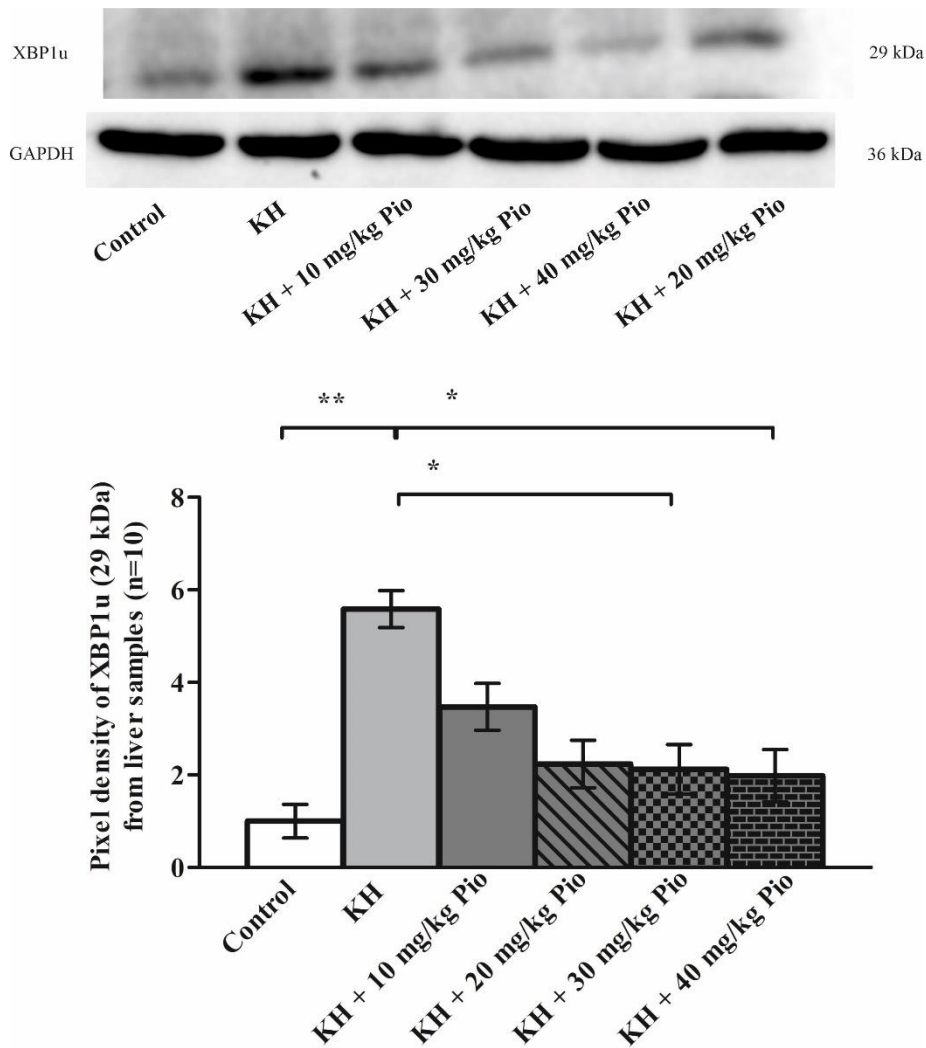 XBP1u
29 kDa
GAPDH
36 kDa
Control
KH
KH + 10 mg/kg Pio
KH + 30 mg/kg Pio
KH + 40 mg/kg Pio
KH + 20 mg/kg Pio
**
*
*
Pixel density of XBP1u (29 kDa)
from liver samples (n=10)
8
6
4
2
0
Control
KH
KH + 10 mg/kg Pio
KH + 20 mg/kg Pio
KH + 30 mg/kg Pio
KH + 40 mg/kg Pio